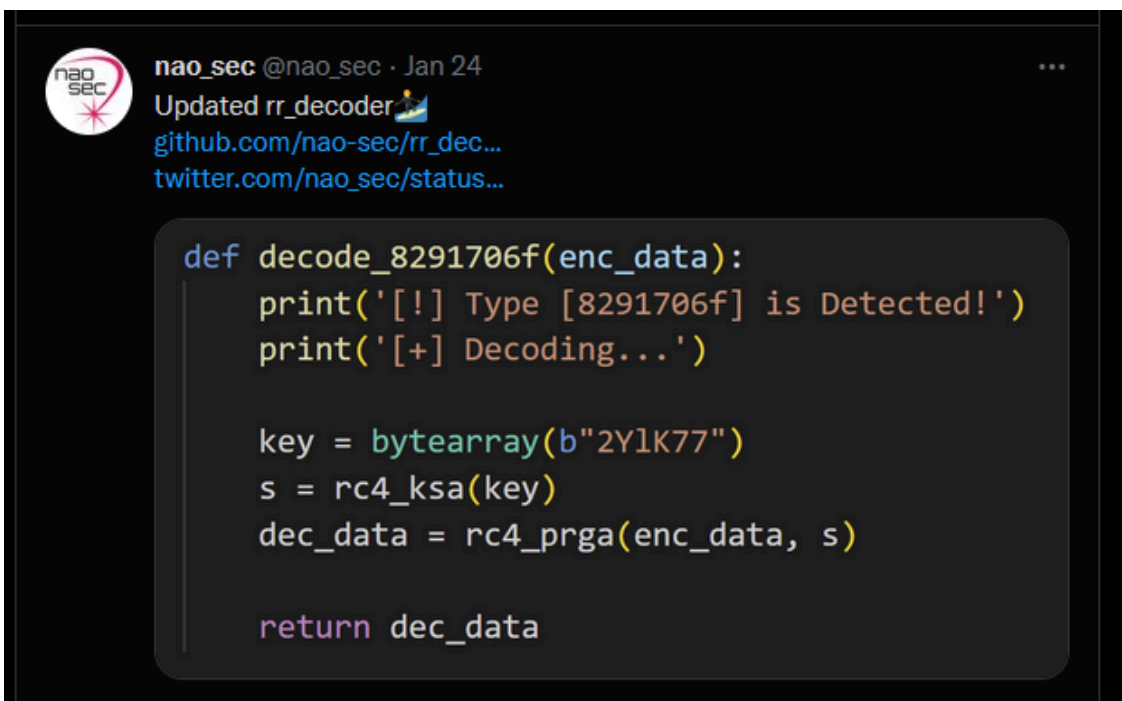 nao
sec
nao_sec @nao_sec · Jan 24
Updated rr_decoder🏄
github.com/nao-sec/rr_dec...
twitter.com/nao_sec/status...
def decode_8291706f(enc_data):
    print('[!] Type [8291706f] is Detected!')
    print('[+] Decoding...')
    key = bytearray(b"2YlK77")
    s = rc4_ksa(key)
    dec_data = rc4_prga(enc_data, s)
    return dec_data